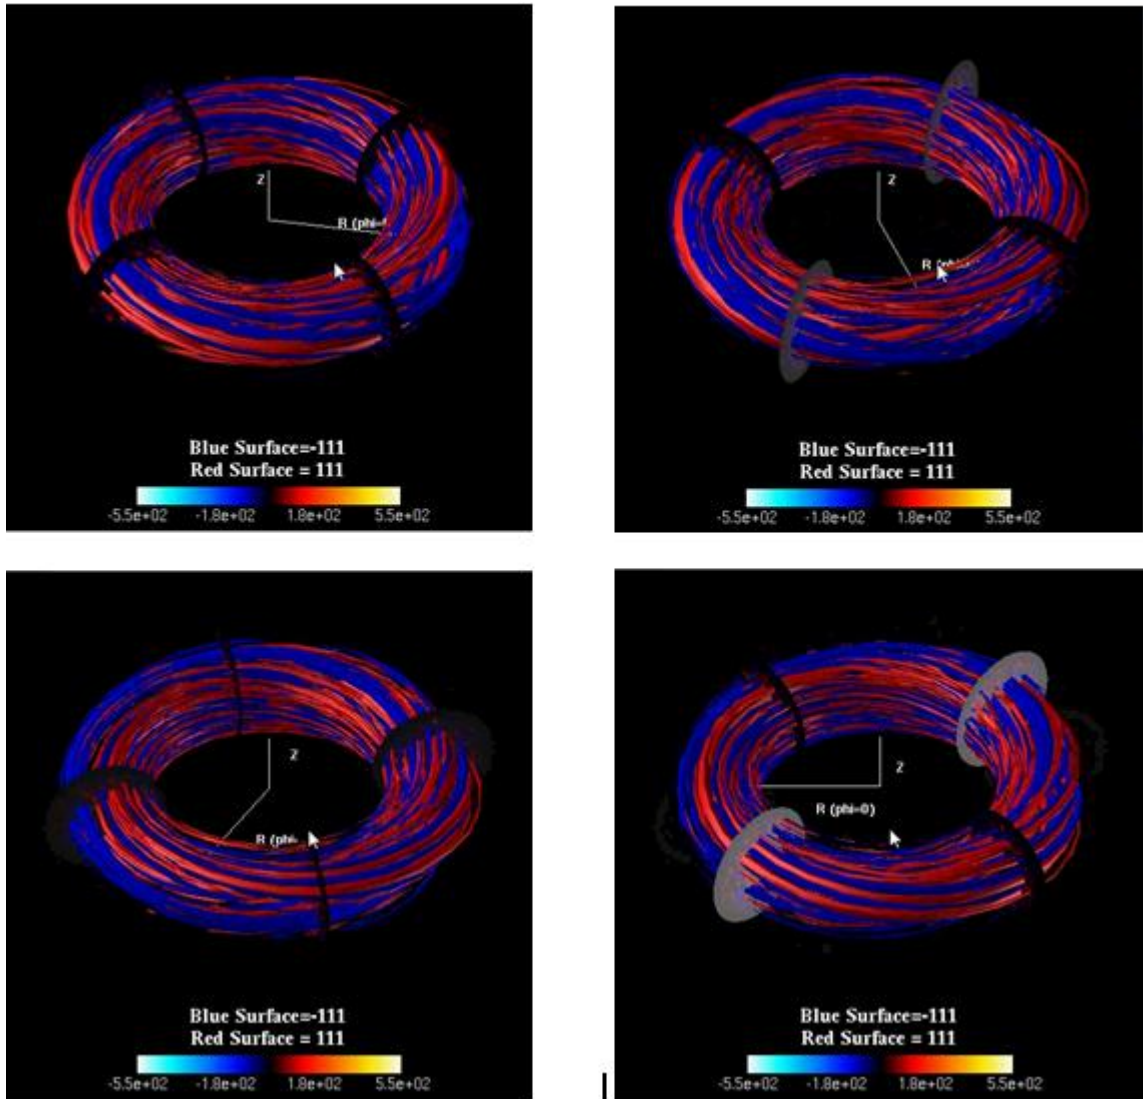 Z
R (phi=
Blue Surface=-111
Red Surface = 111
-5.5e+02 -1.8e+02 1.8e+02 5.5e+02
Z
R (phi
Blue Surface=-111
Red Surface = 111
-5.5e+02 -1.8e+02 1.8e+02 5.5e+02
Z
R (phi-
Blue Surface=-111
Red Surface = 111
-5.5e+02 -1.8e+02 1.8e+02 5.5e+02
Z
R (phi=0)
Blue Surface=-111
Red Surface = 111
-5.5e+02 -1.8e+02 1.8e+02 5.5e+02